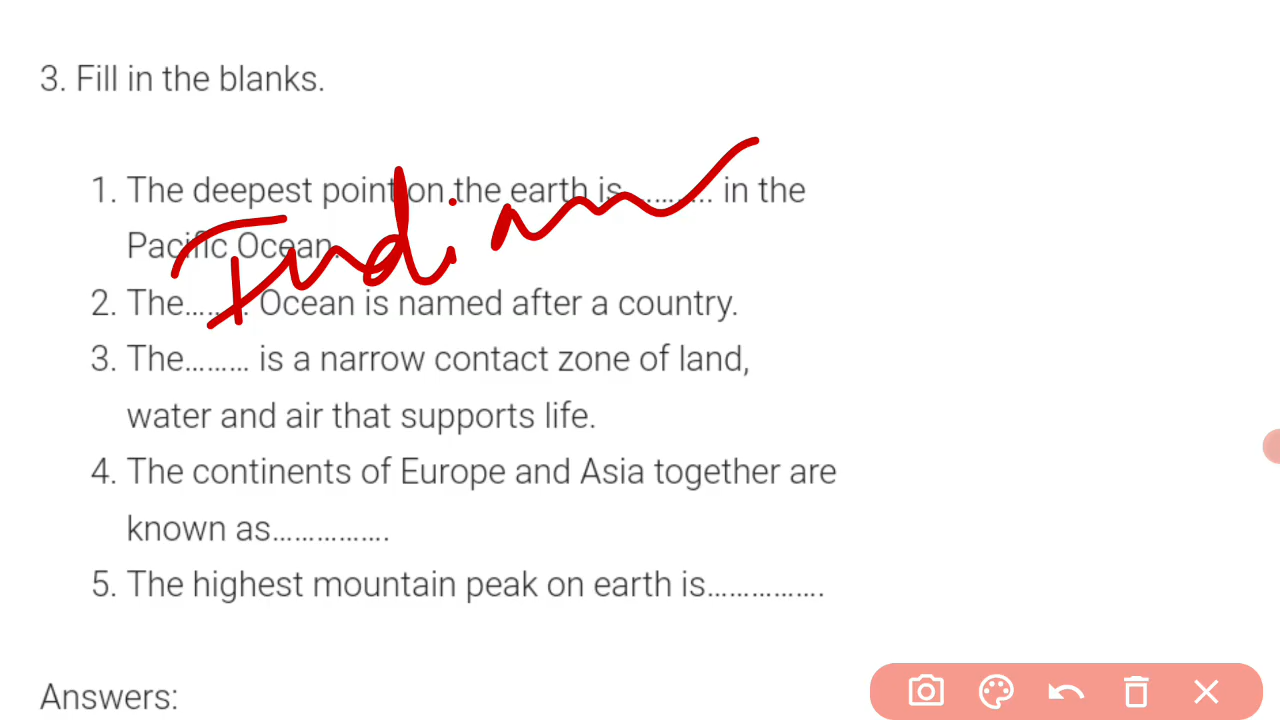 3. Fill in the blanks.
1. The deepest point on the earth is ……….. in the
Pacific Ocean.
Indian
2. The…….. Ocean is named after a country.
3. The……… is a narrow contact zone of land,
water and air that supports life.
4. The continents of Europe and Asia together are
known as…………….
5. The highest mountain peak on earth is…………….
Answers: